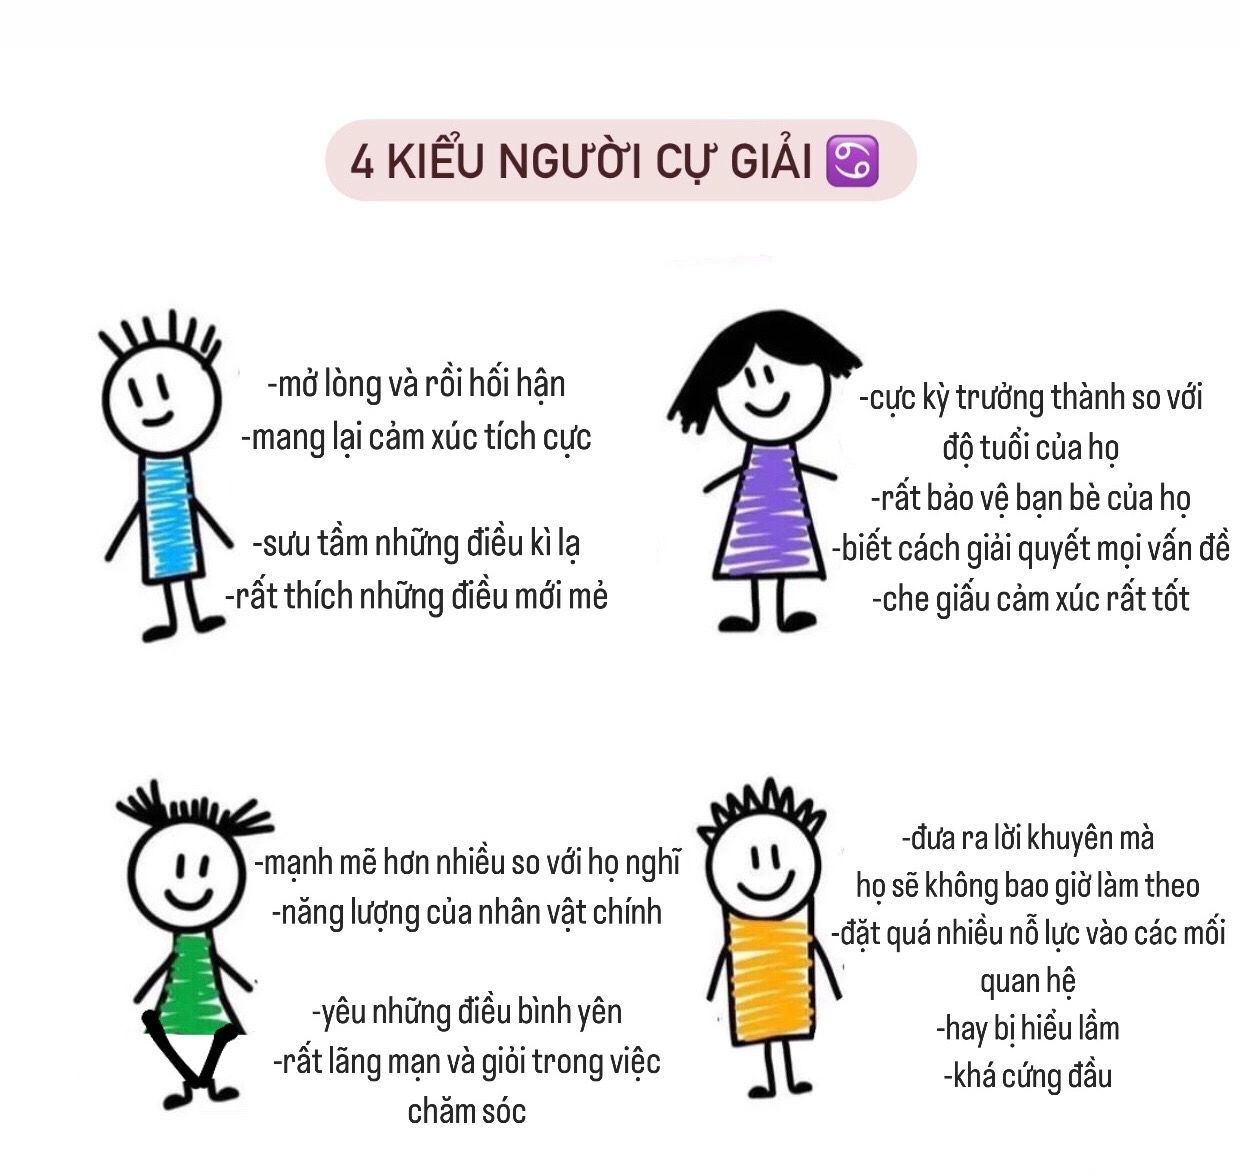 4 KIỂU NGƯỜI CỰ GIẢI ♋
-mở lòng và rồi hối hận
-mang lại cảm xúc tích cực
-sưu tầm những điều kì lạ
-rất thích những điều mới mẻ
-cực kỳ trưởng thành so với
độ tuổi của họ
-rất bảo vệ bạn bè của họ
-biết cách giải quyết mọi vấn đề
-che giấu cảm xúc rất tốt
-mạnh mẽ hơn nhiều so với họ nghĩ
-năng lượng của nhân vật chính
-yêu những điều bình yên
-rất lãng mạn và giỏi trong việc
chăm sóc
-đưa ra lời khuyên mà
họ sẽ không bao giờ làm theo
-đặt quá nhiều nỗ lực vào các mối
quan hệ
-hay bị hiểu lầm
-khá cứng đầu